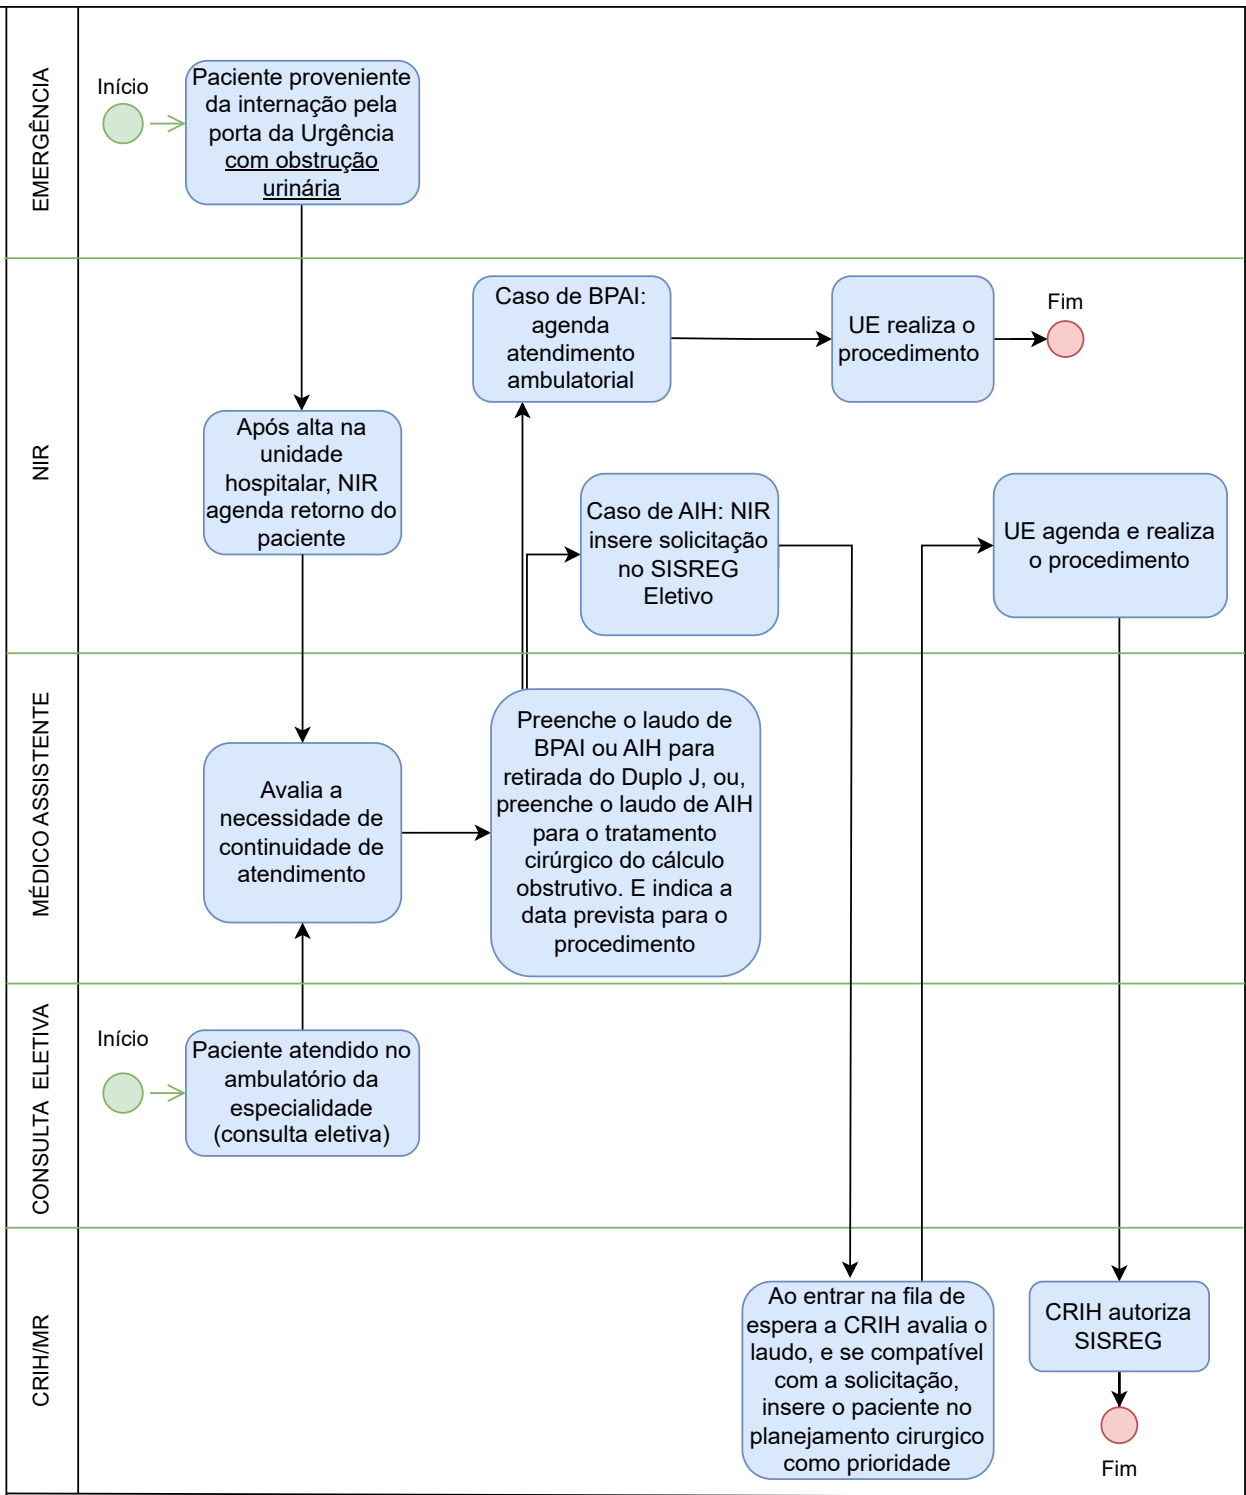 EMERGÊNCIA
Início
Paciente proveniente
da internação pela
porta da Urgência
com obstrução
urinária
NIR
Caso de BPAI:
agenda
atendimento
ambulatorial
UE realiza o
procedimento
Fim
Após alta na
unidade
hospitalar, NIR
agenda retorno do
paciente
Caso de AIH: NIR
insere solicitação
no SISREG
Eletivo
UE agenda e realiza
o procedimento
MÉDICO ASSISTENTE
Avalia a
necessidade de
continuidade de
atendimento
Preenche o laudo de
BPAI ou AIH para
retirada do Duplo J, ou,
preenche o laudo de AIH
para o tratamento
cirúrgico do cálculo
obstrutivo. E indica a
data prevista para o
procedimento
CONSULTA ELETIVA
Início
Paciente atendido no
ambulatório da
especialidade
(consulta eletiva)
CRIH/MR
Ao entrar na fila de
espera a CRIH avalia o
laudo, e se compatível
com a solicitação,
insere o paciente no
planejamento cirurgico
como prioridade
CRIH autoriza
SISREG
Fim